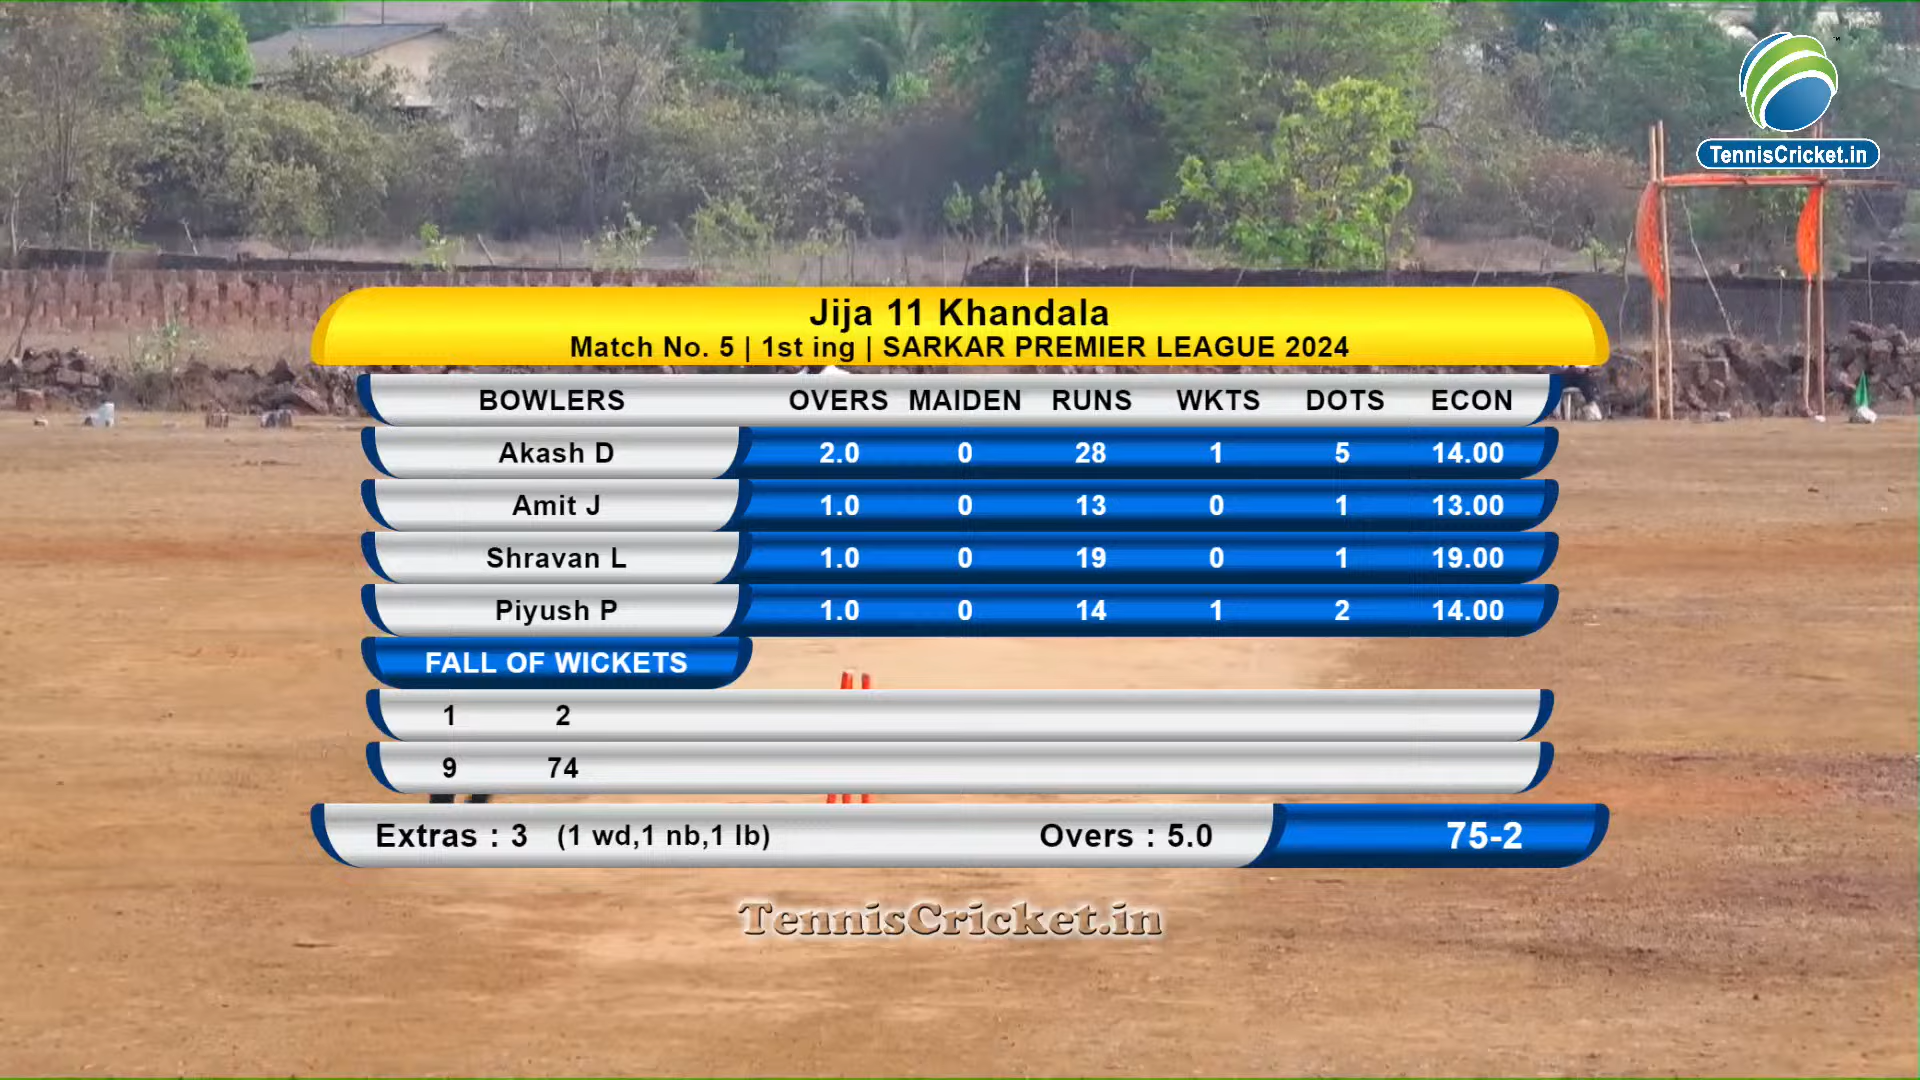 TennisCricket.in
Jija 11 Khandala
Match No. 5 | 1st ing | SARKAR PREMIER LEAGUE 2024
BOWLERS OVERS MAIDEN RUNS WKTS DOTS ECON
Akash D 2.0 0 28 1 5 14.00
Amit J 1.0 0 13 0 1 13.00
Shravan L 1.0 0 19 0 1 19.00
Piyush P 1.0 0 14 1 2 14.00
FALL OF WICKETS
1 2
9 74
Extras : 3 (1 wd,1 nb,1 lb) Overs : 5.0 75-2
TennisCricket.in